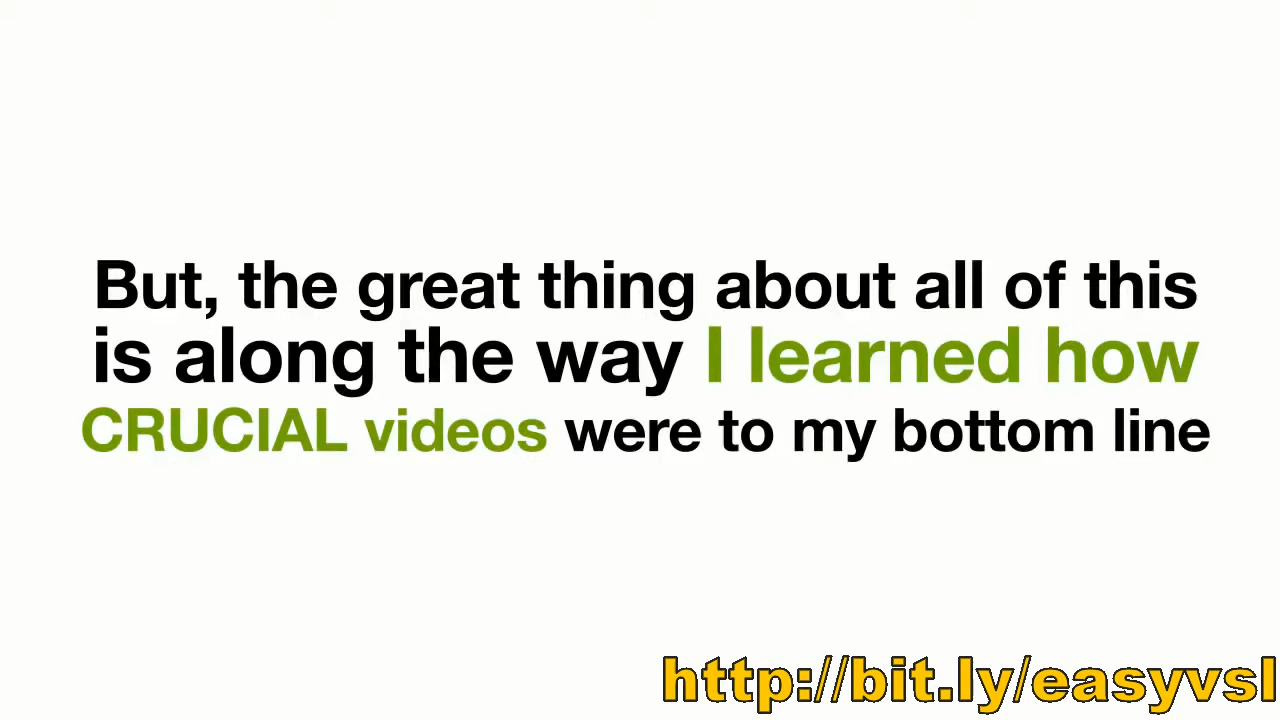 But, the great thing about all of this
is along the way I learned how
CRUCIAL videos were to my bottom line
http://bit.ly/easyvsl